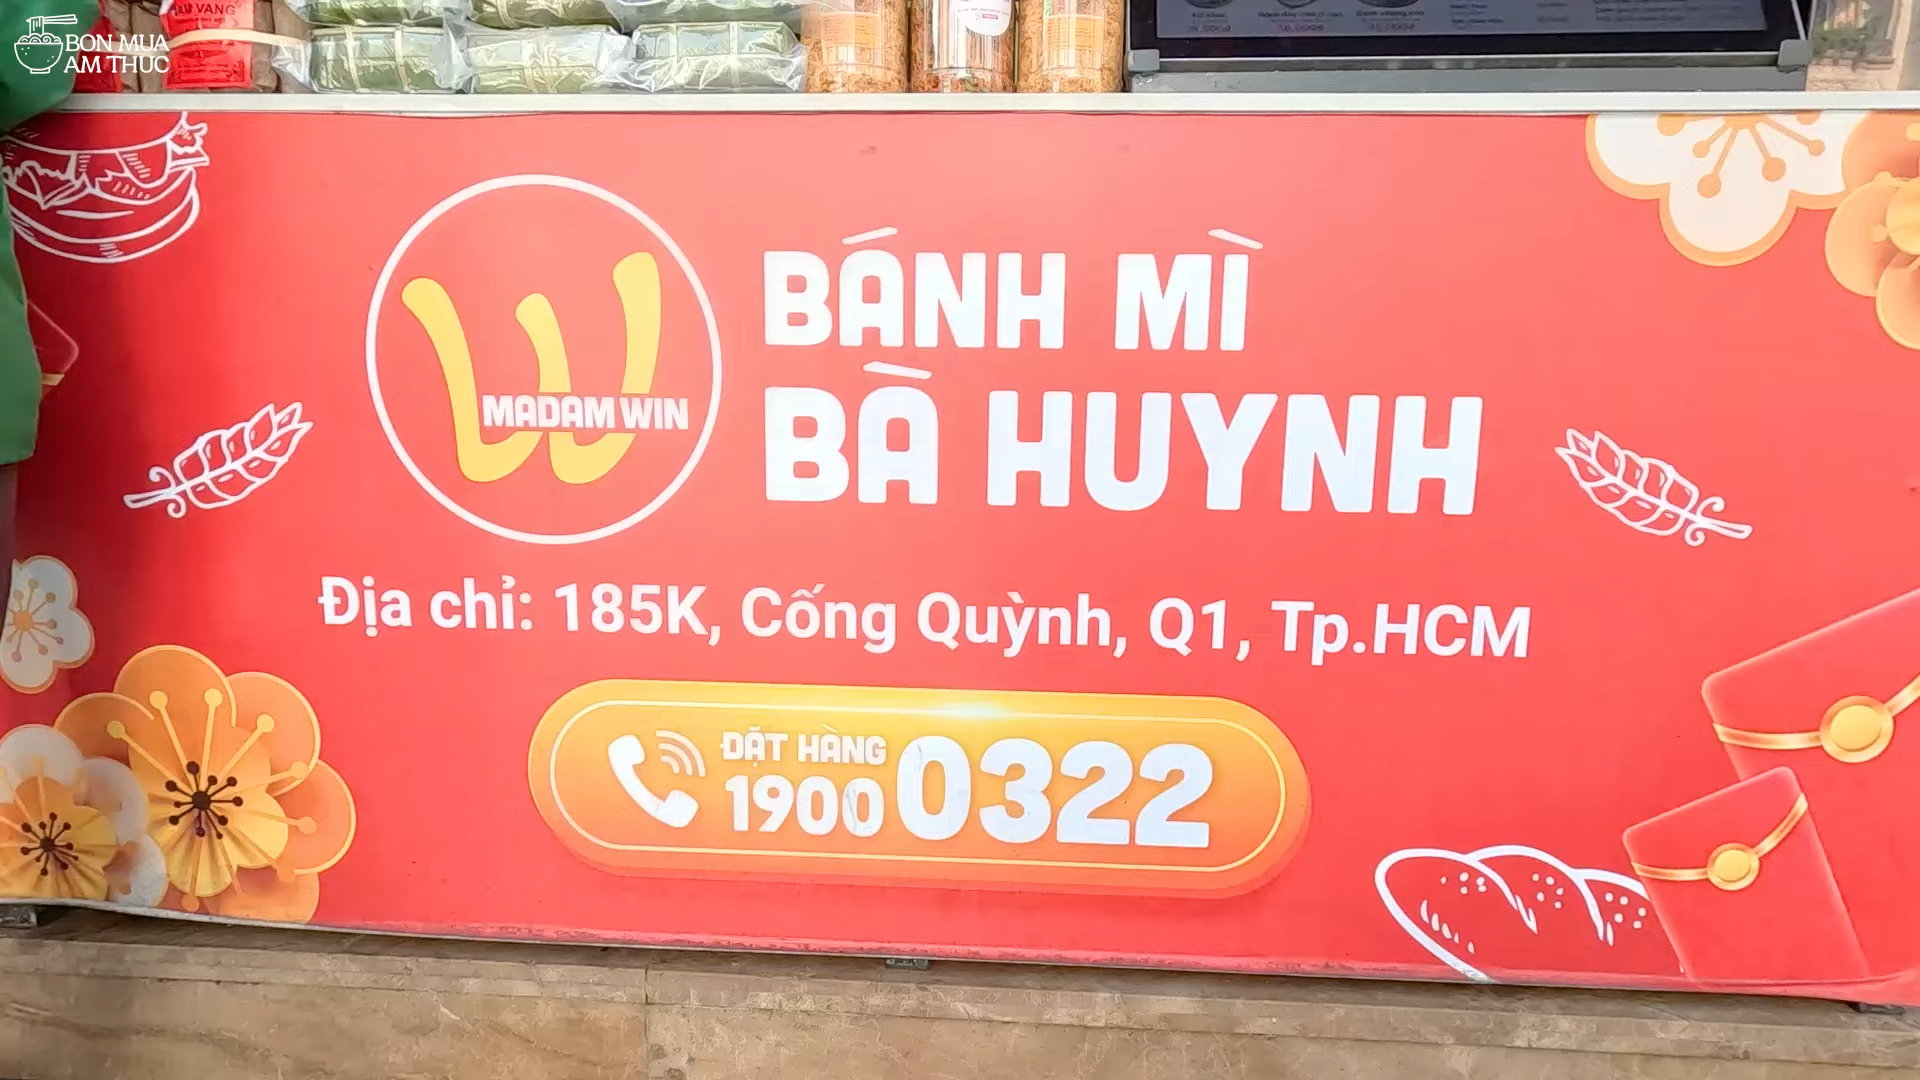 BON MUA
AM THUC
VANG
BÁNH MÌ
BÀ HUYNH
MADAM WIN
Địa chỉ: 185K, Cống Quỳnh, Q1, Tp.HCM
ĐẶT HÀNG
1900 0322